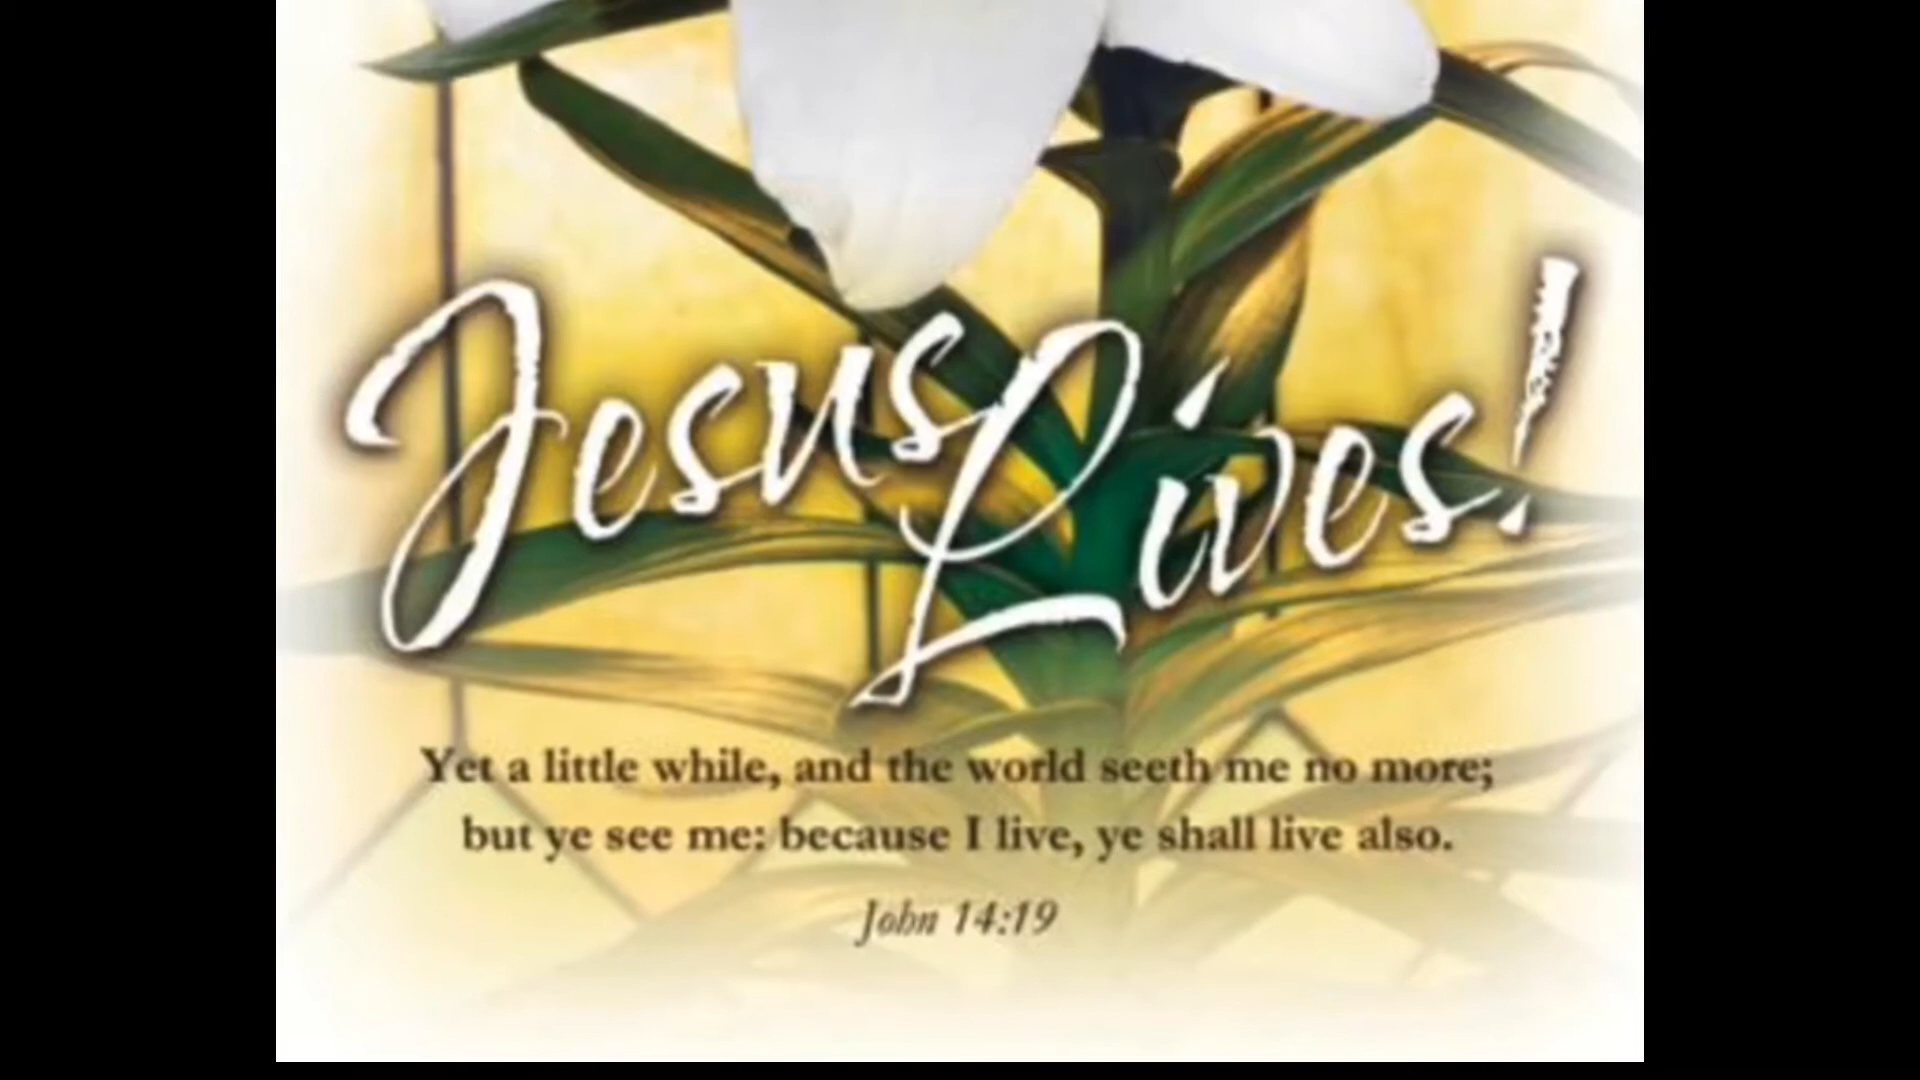 Jesus Lives!
Yet a little while, and the world seeth me no more;
but ye see me: because I live, ye shall live also.
John 14:19